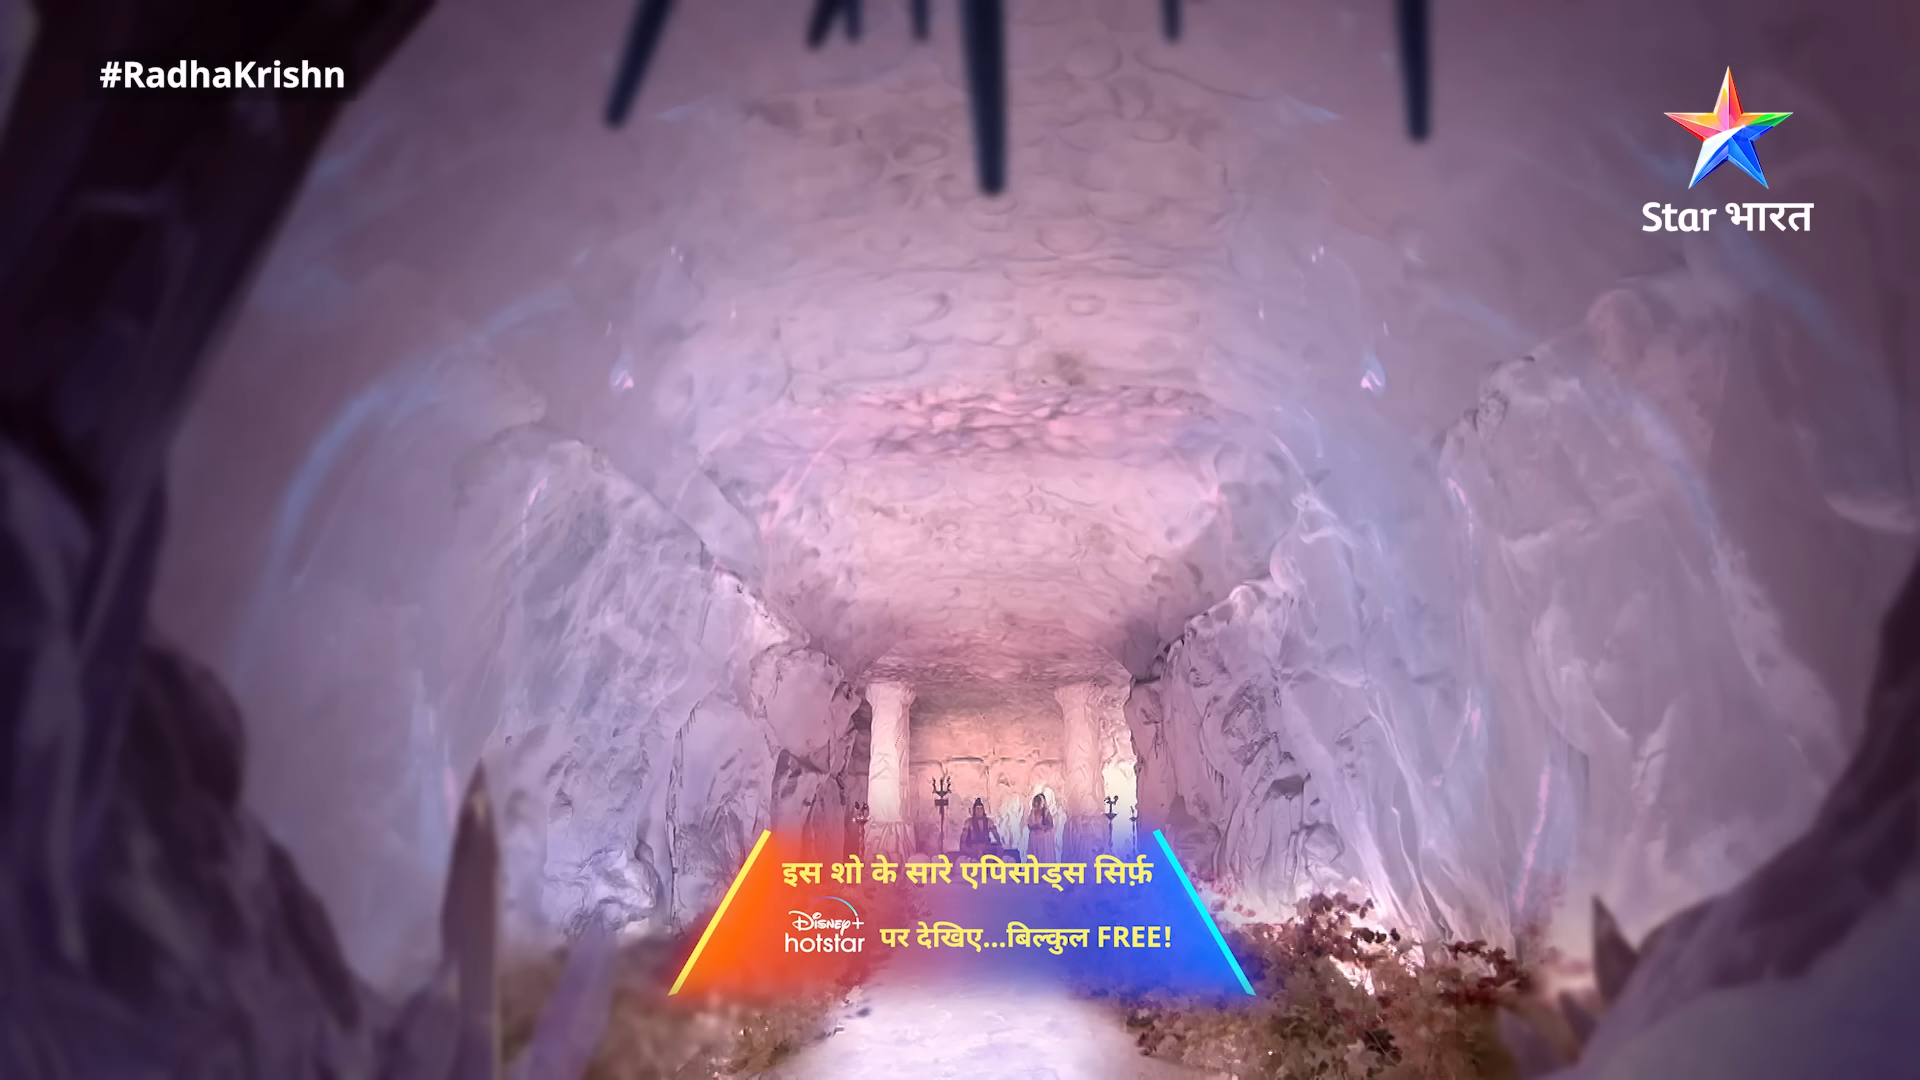 #RadhaKrishn
Star भारत
इस शो के सारे एपिसोड्स सिर्फ़
Disney+ hotstar पर देखिए...बिल्कुल FREE!